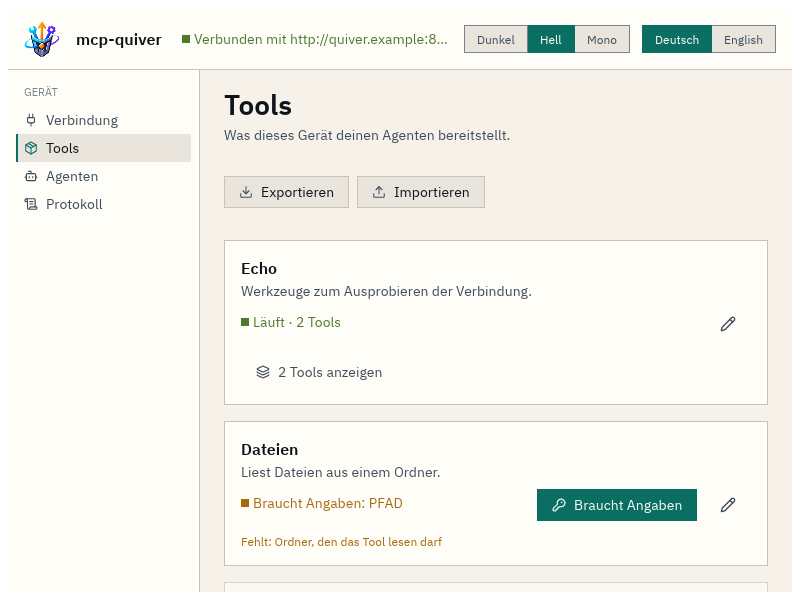 mcp-quiver
Verbunden mit http://quiver.example:8...
Dunkel
Hell
Mono
Deutsch
English
GERÄT
Verbindung
Tools
Agenten
Protokoll
Tools
Was dieses Gerät deinen Agenten bereitstellt.
Exportieren
Importieren
Echo
Werkzeuge zum Ausprobieren der Verbindung.
Läuft · 2 Tools
2 Tools anzeigen
Dateien
Liest Dateien aus einem Ordner.
Braucht Angaben: PFAD
Braucht Angaben
Fehlt: Ordner, den das Tool lesen darf